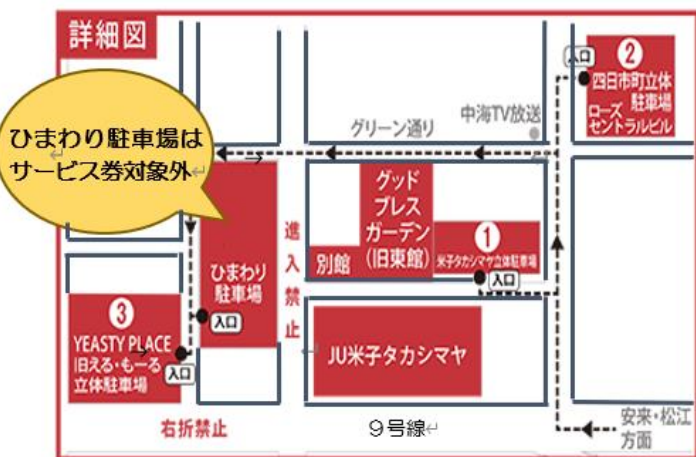 詳細図
ひまわり駐車場は
サービス券対象外
入口
②
四日市町立体
駐車場
ローズ
セントラルビル
中海TV放送
グリーン通り
グッド
ブレス
ガーデン
(旧東館)
別館
①
米子タカシマヤ立体駐車場
入口
進入禁止
ひまわり
駐車場
入口
③
YEASTY PLACE
旧える・もーる
立体駐車場
入口
JU米子タカシマヤ
右折禁止
9号線
安来・松江
方面